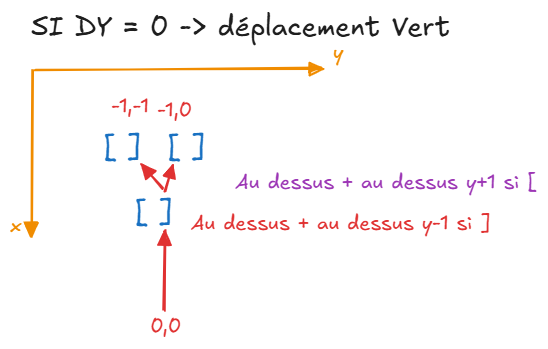 SI DY = 0 -> déplacement Vert
y
-1,-1 -1,0
[ ] [ ]
Au dessus + au dessus y+1 si [
[ ]
x
Au dessus + au dessus y-1 si ]
0,0